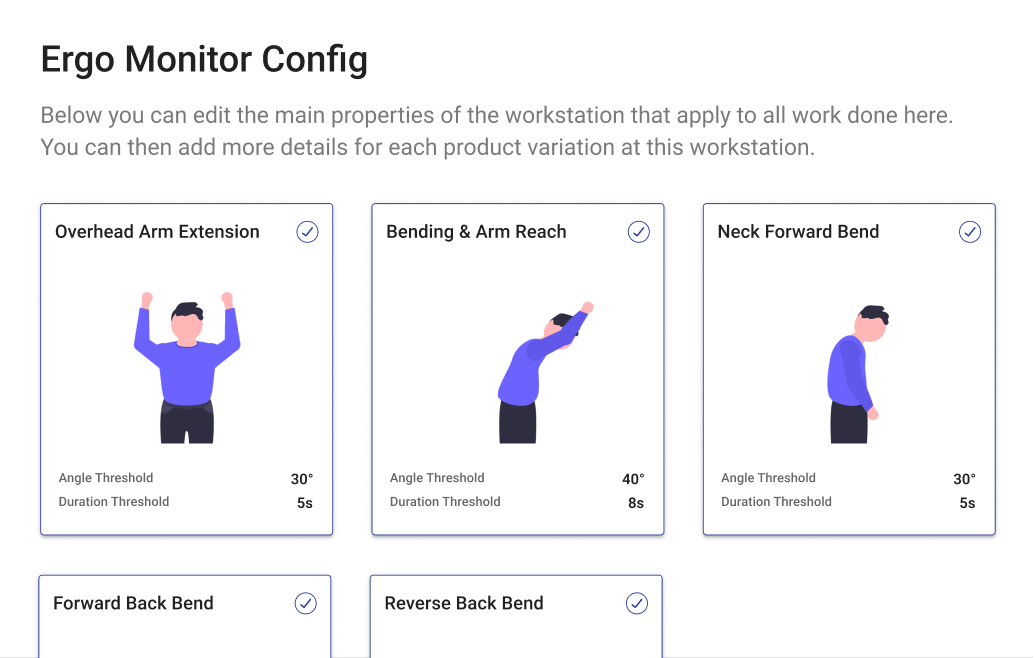 Ergo Monitor Config
Below you can edit the main properties of the workstation that apply to all work done here.
You can then add more details for each product variation at this workstation.
Overhead Arm Extension
Angle Threshold 30°
Duration Threshold 5s
Bending & Arm Reach
Angle Threshold 40°
Duration Threshold 8s
Neck Forward Bend
Angle Threshold 30°
Duration Threshold 5s
Forward Back Bend
Reverse Back Bend